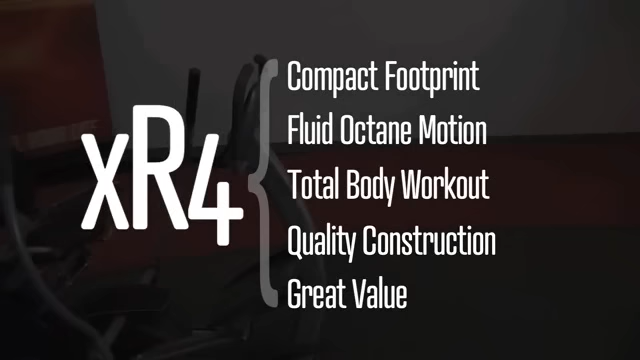 xR4
Compact Footprint
Fluid Octane Motion
Total Body Workout
Quality Construction
Great Value